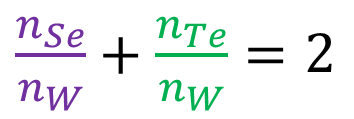 n_Se/n_W + n_Te/n_W = 2